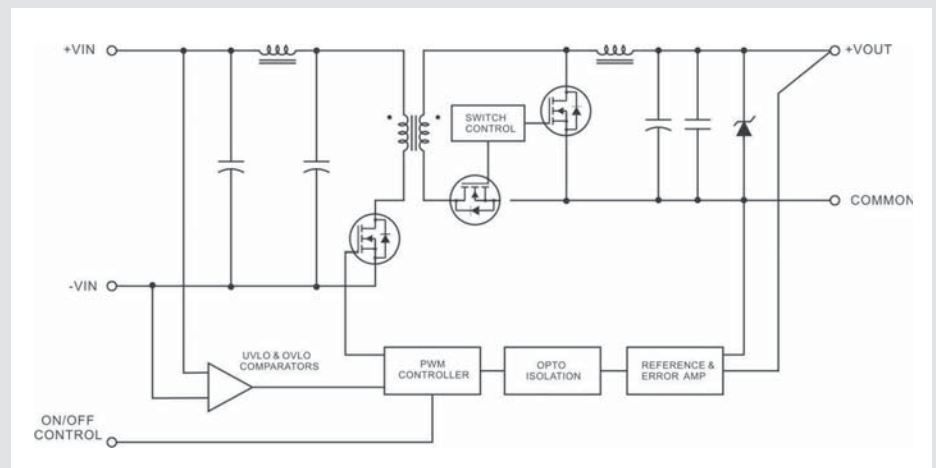 +VIN
+VOUT
SWITCH
CONTROL
COMMON
-VIN
UVLO & OVLO
COMPARATORS
PWM
CONTROLLER
OPTO
ISOLATION
REFERENCE &
ERROR AMP
ON/OFF
CONTROL